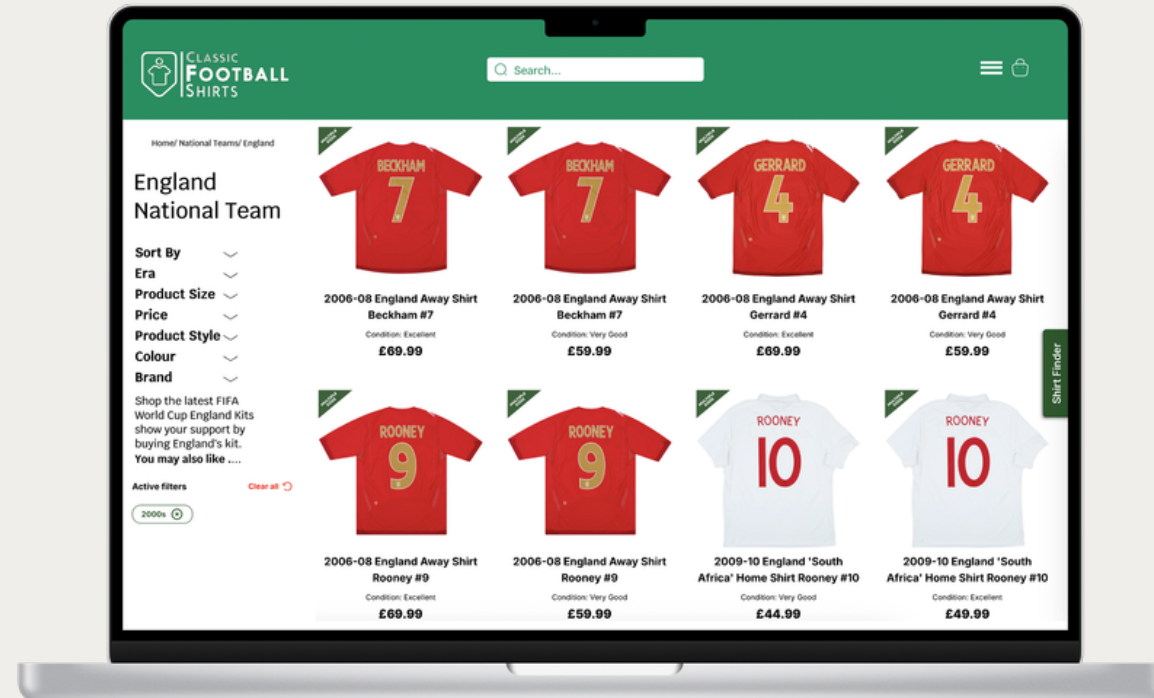 CLASSIC
FOOTBALL
SHIRTS
Search...
Home/ National Teams/ England
England
National Team
Sort By
Era
Product Size
Price
Product Style
Colour
Brand
Shop the latest FIFA
World Cup England Kits
show your support by
buying England's kit.
You may also like ....
Active filters
Clear all
2000s
BECKHAM
7
2006-08 England Away Shirt
Beckham #7
Condition: Excellent
£69.99
BECKHAM
7
2006-08 England Away Shirt
Beckham #7
Condition: Very Good
£59.99
GERRARD
4
2006-08 England Away Shirt
Gerrard #4
Condition: Excellent
£69.99
GERRARD
4
2006-08 England Away Shirt
Gerrard #4
Condition: Very Good
£59.99
ROONEY
9
2006-08 England Away Shirt
Rooney #9
Condition: Excellent
£69.99
ROONEY
9
2006-08 England Away Shirt
Rooney #9
Condition: Very Good
£59.99
ROONEY
10
2009-10 England 'South
Africa' Home Shirt Rooney #10
Condition: Very Good
£44.99
ROONEY
10
2009-10 England 'South
Africa' Home Shirt Rooney #10
Condition: Excellent
£49.99
Shirt Finder